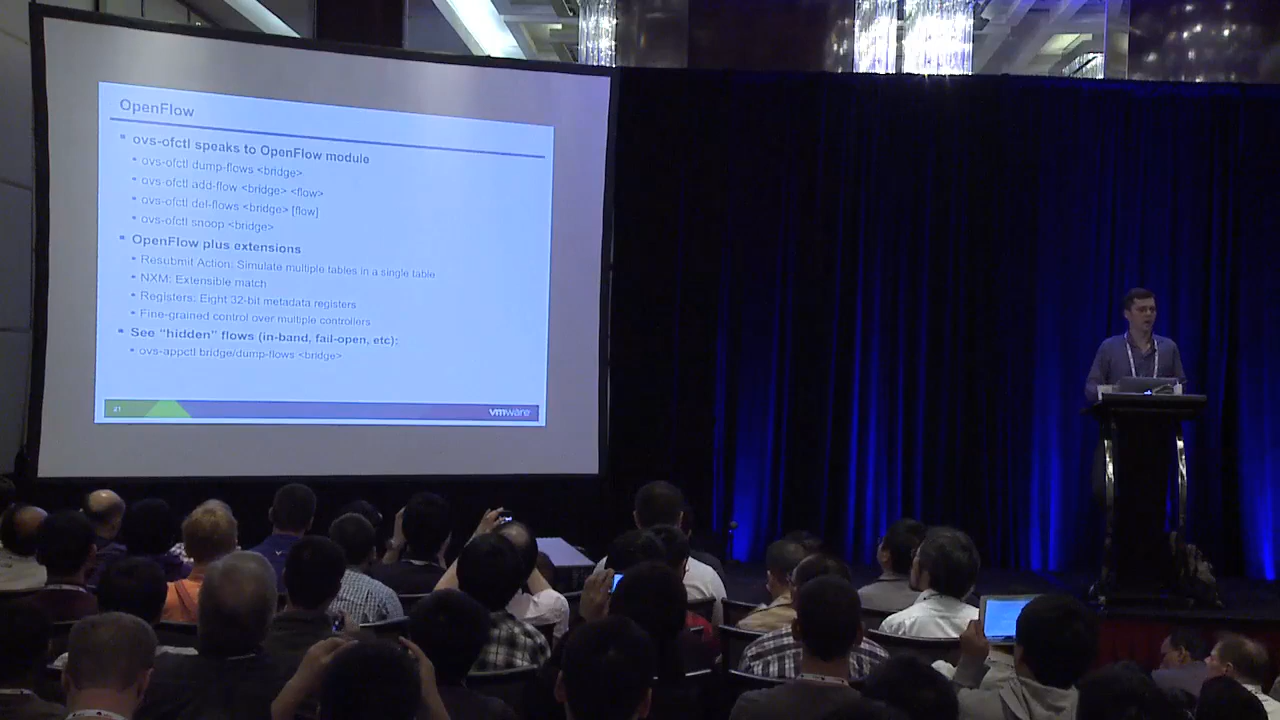 OpenFlow
ovs-ofctl speaks to OpenFlow module
ovs-ofctl dump-flows <bridge>
ovs-ofctl add-flow <bridge> <flow>
ovs-ofctl del-flows <bridge> [flow]
ovs-ofctl snoop <bridge>
OpenFlow plus extensions
Resubmit Action: Simulate multiple tables in a single table
NXM: Extensible match
Registers: Eight 32-bit metadata registers
Fine-grained control over multiple controllers
See "hidden" flows (in-band, fail-open, etc):
ovs-appctl bridge/dump-flows <bridge>
21
vmware